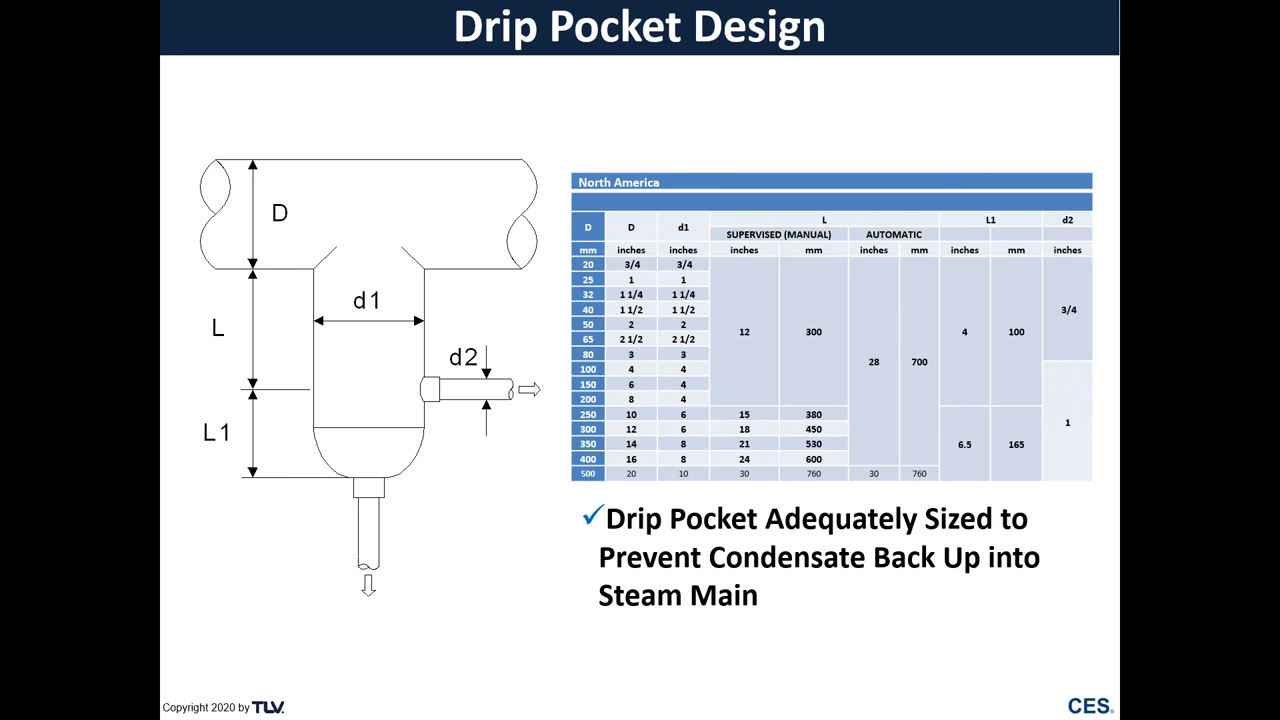 Drip Pocket Design
D
L
d1
d2
L1
North America
D D d1 L L1 d2
SUPERVISED (MANUAL) AUTOMATIC
mm inches inches inches mm inches mm inches mm inches
20 3/4 3/4
25 1 1
32 1 1/4 1 1/4
40 1 1/2 1 1/2 3/4
50 2 2
12 300 4 100
65 2 1/2 2 1/2
80 3 3
28 700
100 4 4
150 6 4
200 8 4
250 10 6 15 380
1
300 12 6 18 450
350 14 8 21 530 6.5 165
400 16 8 24 600
500 20 10 30 760 30 760
✓Drip Pocket Adequately Sized to
Prevent Condensate Back Up into
Steam Main
Copyright 2020 by TLV.
CES.